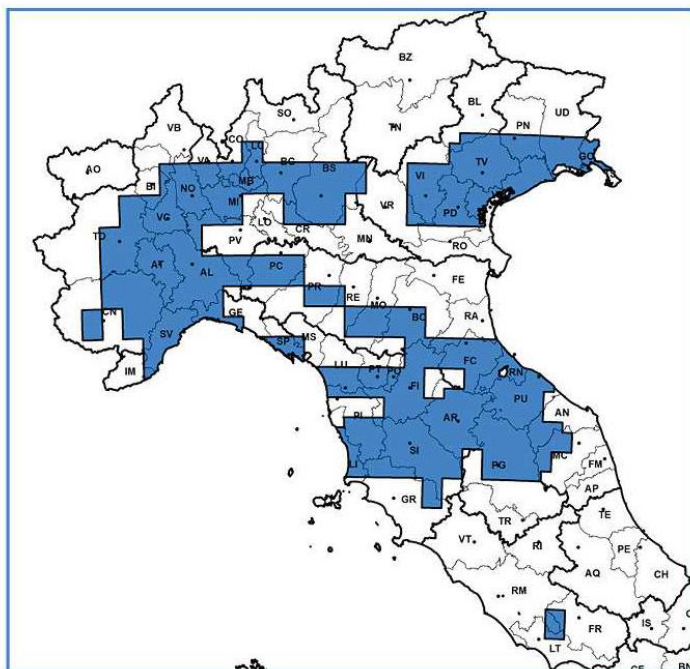 BZ
SO
BL
UD
VB
TN
PN
CO
LC
VA
AO
BG
BS
TV
GO
BI
NO
MB
VI
MI
VR
PD
VC
LO
TO
PV
CR
MN
RO
AT
PC
AL
FE
PR
RE
MO
CN
GE
BO
RA
SV
MS
SP
FC
IM
LU
PT
PO
RN
FI
PU
PI
AR
AN
SI
MC
LI
PG
FM
GR
AP
TR
TE
VT
RI
PE
AQ
CH
RM
FR
IS
LT
CE
BN